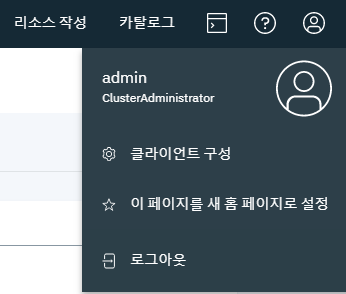 리소스 작성 카탈로그
admin
ClusterAdministrator
클라이언트 구성
이 페이지를 새 홈 페이지로 설정
로그아웃